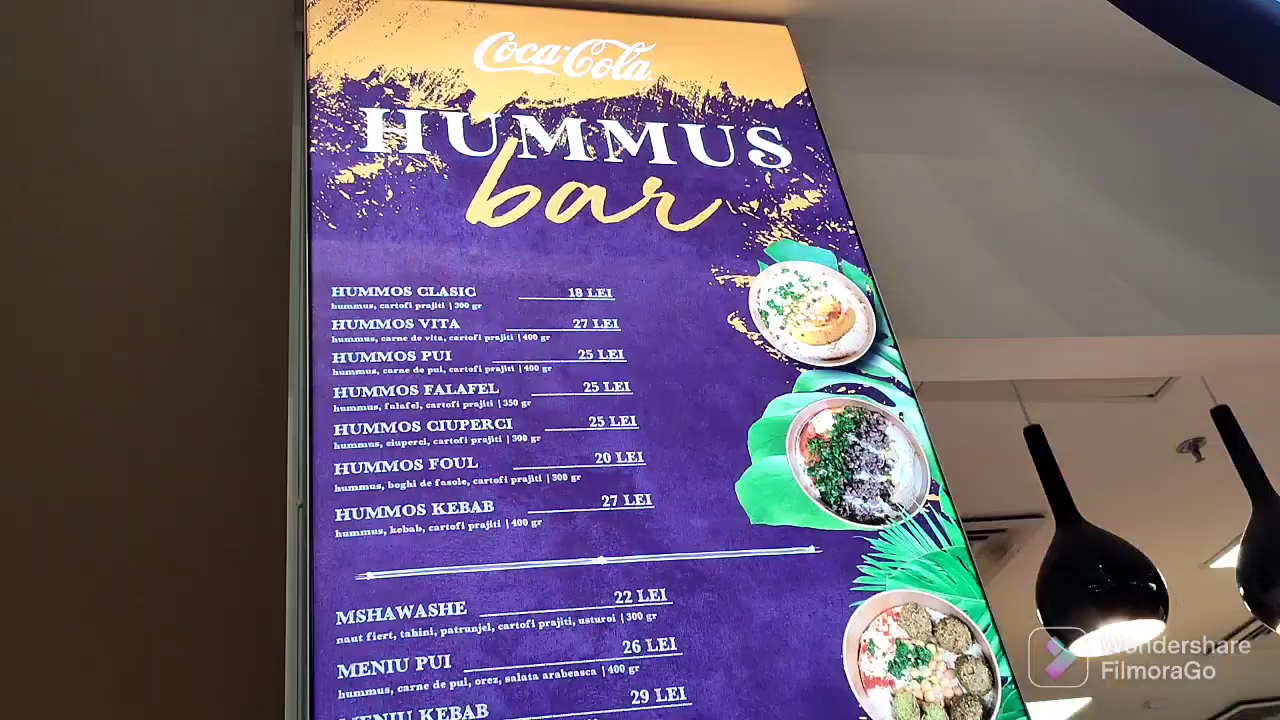 Coca-Cola
HUMMUS
bar
HUMMOS CLASIC 18 LEI
hummus, cartofi prajiti | 300 gr
HUMMOS VITA 27 LEI
hummus, carne de vita, cartofi prajiti | 400 gr
HUMMOS PUI 25 LEI
hummus, carne de pui, cartofi prajiti | 400 gr
HUMMOS FALAFEL 25 LEI
hummus, falafel, cartofi prajiti | 350 gr
HUMMOS CIUPERCI 25 LEI
hummus, ciuperci, cartofi prajiti | 300 gr
HUMMOS FOUL 20 LEI
hummus, boghi de fasole, cartofi prajiti | 300 gr
HUMMOS KEBAB 27 LEI
hummus, kebab, cartofi prajiti | 400 gr
MSHAWASHE 22 LEI
naut fiert, tahini, patrunjel, cartofi prajiti, usturoi | 300 gr
MENIU PUI 26 LEI
hummus, carne de pui, orez, salata arabeasca | 400 gr
MENIU KEBAB 29 LEI
Wondershare
FilmoraGo